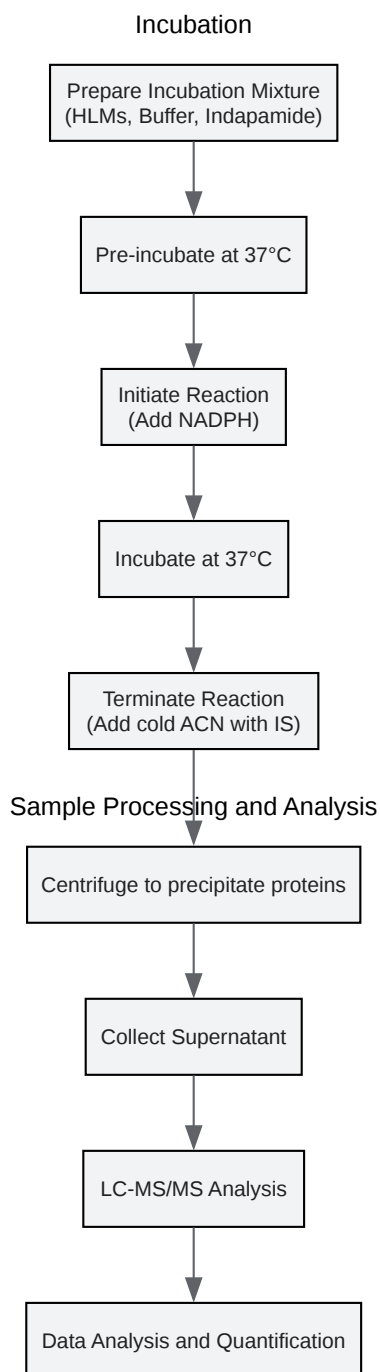 Incubation
Prepare Incubation Mixture
(HLMs, Buffer, Indapamide)
Pre-incubate at 37°C
Initiate Reaction
(Add NADPH)
Incubate at 37°C
Terminate Reaction
(Add cold ACN with IS)
Sample Processing and Analysis
Centrifuge to precipitate proteins
Collect Supernatant
LC-MS/MS Analysis
Data Analysis and Quantification